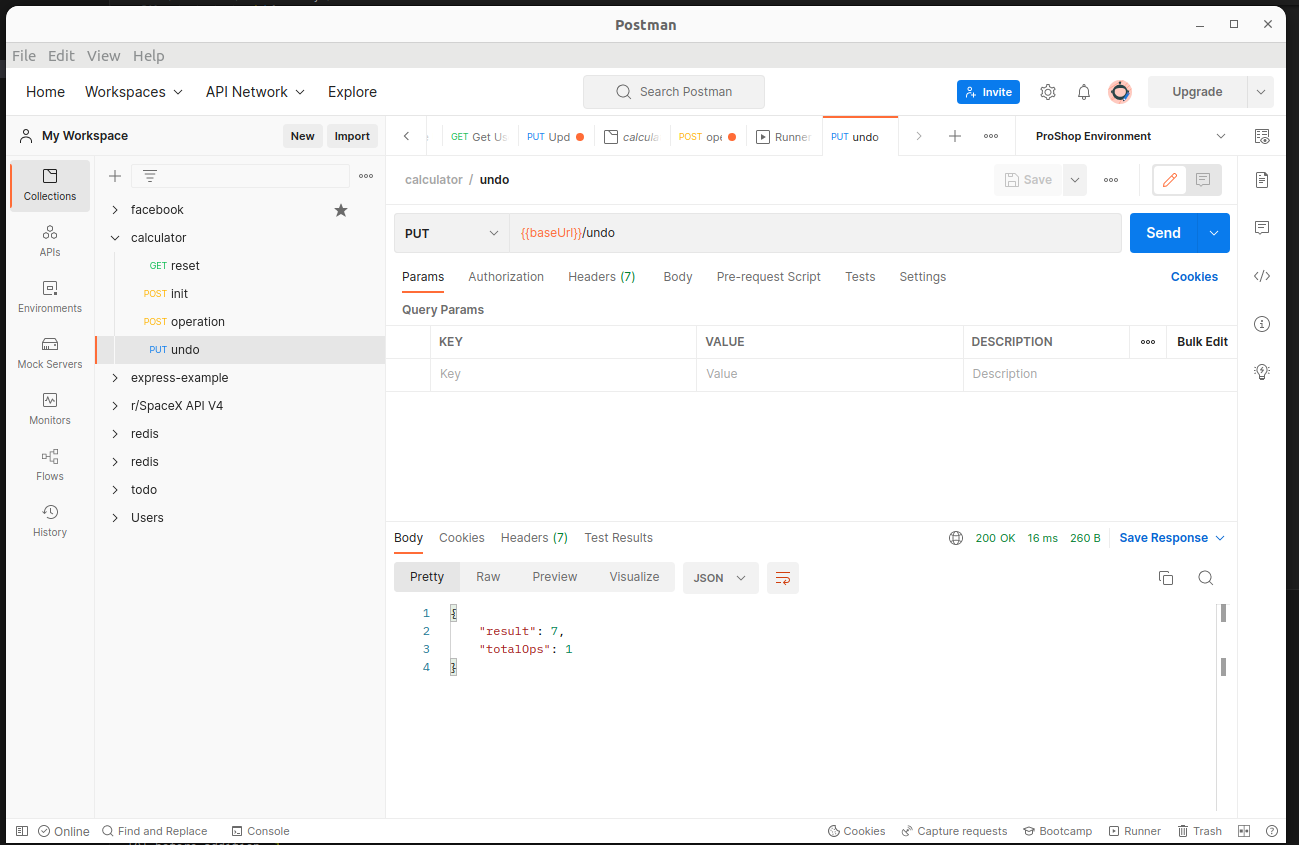 Postman
File Edit View Help
Home Workspaces API Network Explore Search Postman Invite Upgrade
My Workspace New Import GET Get Us PUT Upd calcula POST ope Runner PUT undo ProShop Environment
Collections
APIs
Environments
Mock Servers
Monitors
Flows
History
facebook
calculator
GET reset
POST init
POST operation
PUT undo
express-example
r/SpaceX API V4
redis
redis
todo
Users
calculator / undo Save
PUT {{baseUrl}}/undo Send
Params Authorization Headers (7) Body Pre-request Script Tests Settings Cookies
Query Params
KEY VALUE DESCRIPTION Bulk Edit
Key Value Description
Body Cookies Headers (7) Test Results 200 OK 16 ms 260 B Save Response
Pretty Raw Preview Visualize JSON
1 {
2 "result": 7,
3 "totalOps": 1
4 }
Online Find and Replace Console Cookies Capture requests Bootcamp Runner Trash